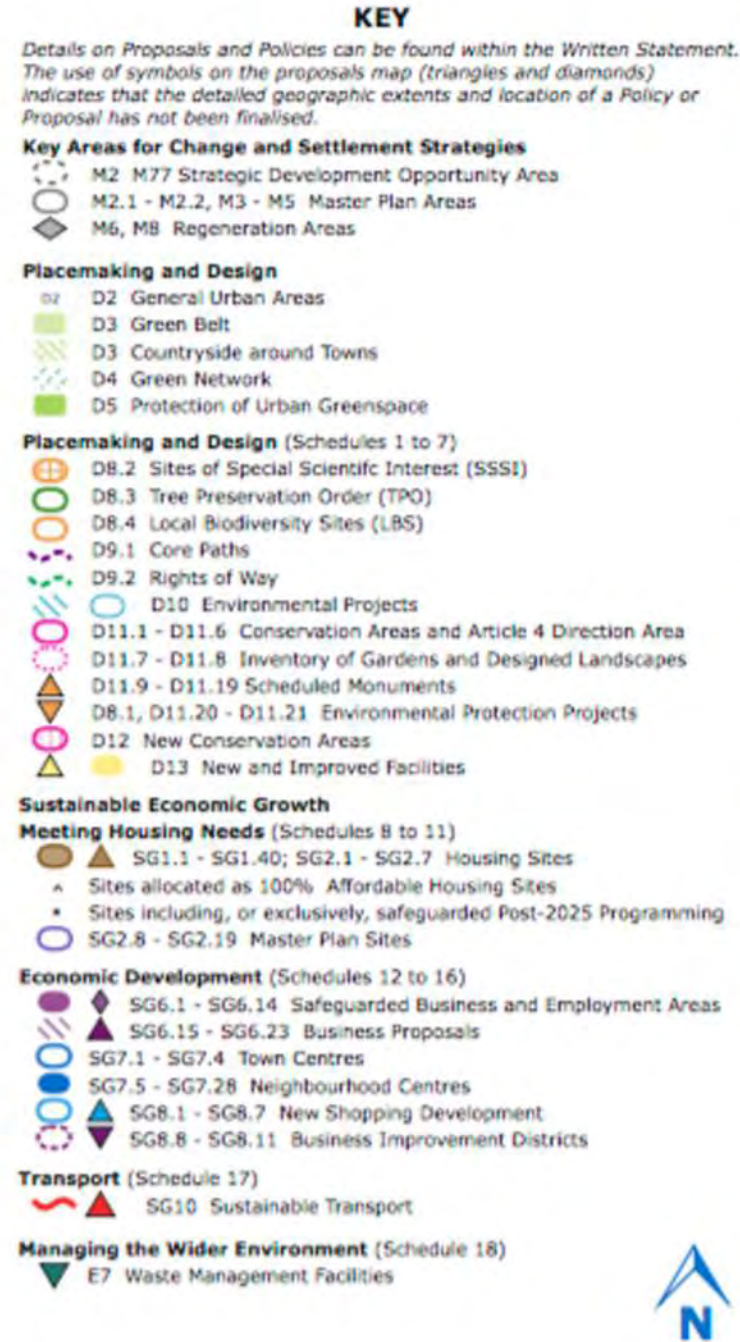 KEY
Details on Proposals and Policies can be found within the Written Statement.
The use of symbols on the proposals map (triangles and diamonds)
indicates that the detailed geographic extents and location of a Policy or
Proposal has not been finalised.
Key Areas for Change and Settlement Strategies
M2 M77 Strategic Development Opportunity Area
M2.1 - M2.2, M3 - M5 Master Plan Areas
M6, M8 Regeneration Areas
Placemaking and Design
D2 D2 General Urban Areas
D3 Green Belt
D3 Countryside around Towns
D4 Green Network
D5 Protection of Urban Greenspace
Placemaking and Design (Schedules 1 to 7)
D8.2 Sites of Special Scientifc Interest (SSSI)
D8.3 Tree Preservation Order (TPO)
D8.4 Local Biodiversity Sites (LBS)
D9.1 Core Paths
D9.2 Rights of Way
D10 Environmental Projects
D11.1 - D11.6 Conservation Areas and Article 4 Direction Area
D11.7 - D11.8 Inventory of Gardens and Designed Landscapes
D11.9 - D11.19 Scheduled Monuments
D8.1, D11.20 - D11.21 Environmental Protection Projects
D12 New Conservation Areas
D13 New and Improved Facilities
Sustainable Economic Growth
Meeting Housing Needs (Schedules 8 to 11)
SG1.1 - SG1.40; SG2.1 - SG2.7 Housing Sites
^ Sites allocated as 100% Affordable Housing Sites
* Sites including, or exclusively, safeguarded Post-2025 Programming
SG2.8 - SG2.19 Master Plan Sites
Economic Development (Schedules 12 to 16)
SG6.1 - SG6.14 Safeguarded Business and Employment Areas
SG6.15 - SG6.23 Business Proposals
SG7.1 - SG7.4 Town Centres
SG7.5 - SG7.28 Neighbourhood Centres
SG8.1 - SG8.7 New Shopping Development
SG8.8 - SG8.11 Business Improvement Districts
Transport (Schedule 17)
SG10 Sustainable Transport
Managing the Wider Environment (Schedule 18)
E7 Waste Management Facilities
N